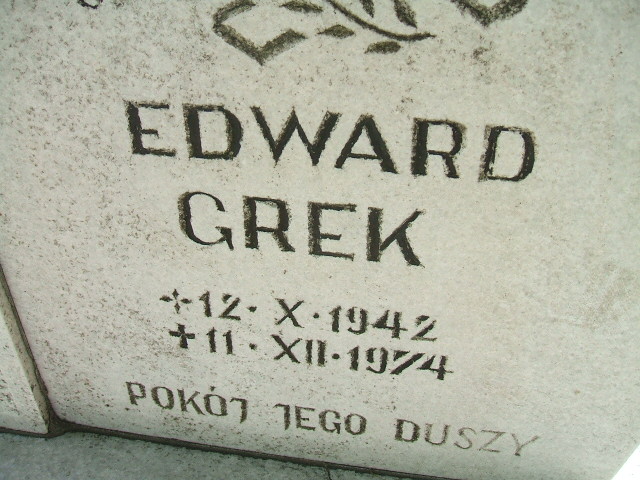 EDWARD
GREK
12. X. 1942
+11. XII. 1974
POKÓJ JEGO DUSZY